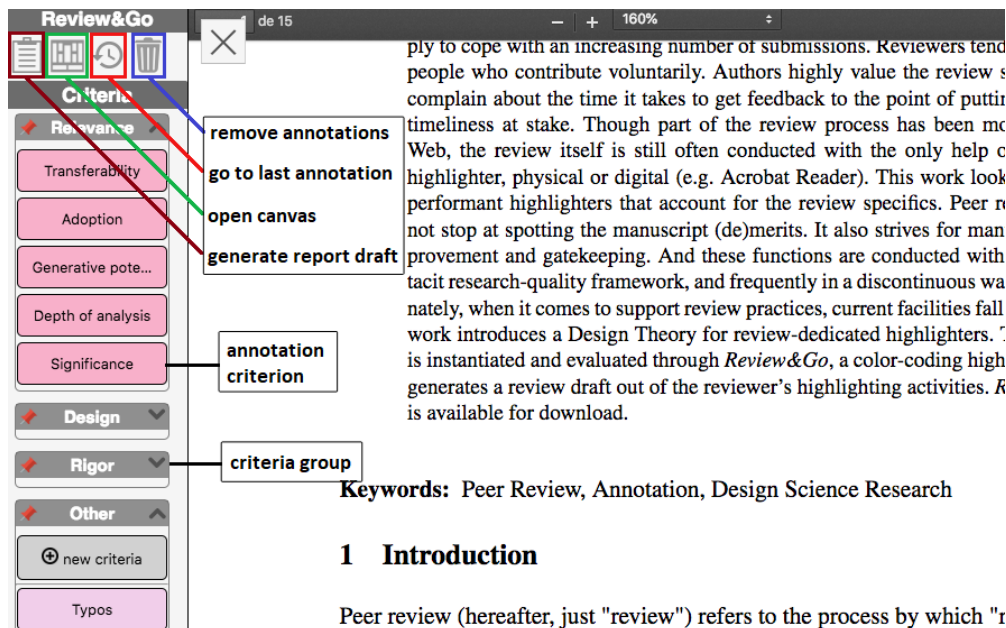 Review&Go
de 15
− + 160%
Criteria
Relevance
Transferability
Adoption
Generative pote...
Depth of analysis
Significance
Design
Rigor
Other
new criteria
Typos
remove annotations
go to last annotation
open canvas
generate report draft
annotation
criterion
criteria group
ply to cope with an increasing number of submissions. Reviewers tend
people who contribute voluntarily. Authors highly value the review s
complain about the time it takes to get feedback to the point of puttin
timeliness at stake. Though part of the review process has been mo
Web, the review itself is still often conducted with the only help o
highlighter, physical or digital (e.g. Acrobat Reader). This work look
performant highlighters that account for the review specifics. Peer re
not stop at spotting the manuscript (de)merits. It also strives for man
provement and gatekeeping. And these functions are conducted with
tacit research-quality framework, and frequently in a discontinuous wa
nately, when it comes to support review practices, current facilities fall
work introduces a Design Theory for review-dedicated highlighters. T
is instantiated and evaluated through Review&Go, a color-coding high
generates a review draft out of the reviewer's highlighting activities. R
is available for download.
Keywords: Peer Review, Annotation, Design Science Research
1 Introduction
Peer review (hereafter, just "review") refers to the process by which "r